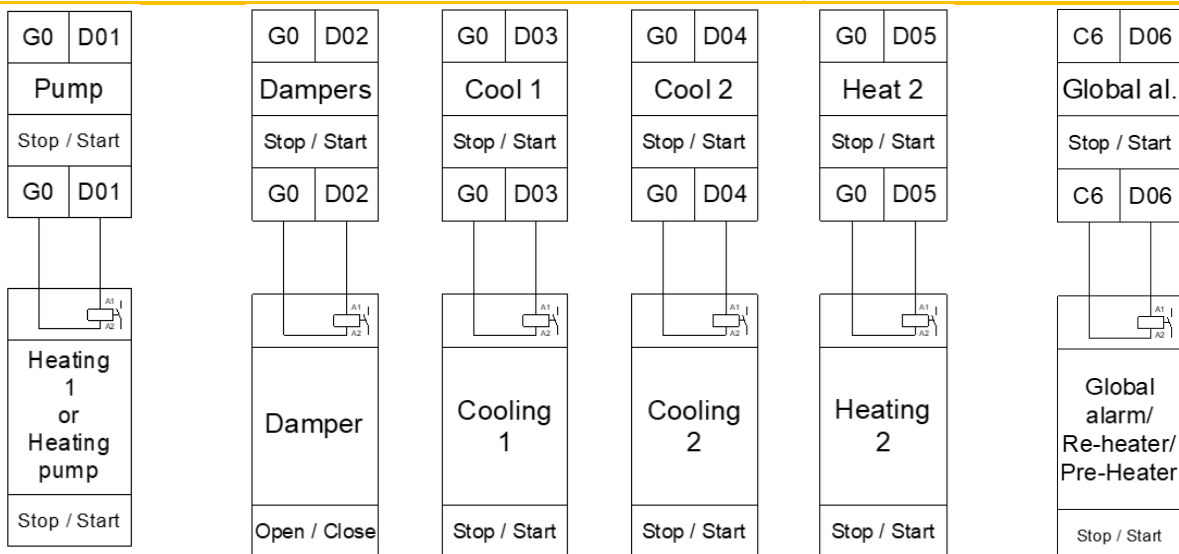 G0 D01
Pump
Stop / Start
G0 D01
A1
A2
Heating
1
or
Heating
pump
Stop / Start
G0 D02
Dampers
Stop / Start
G0 D02
A1
A2
Damper
Open / Close
G0 D03
Cool 1
Stop / Start
G0 D03
A1
A2
Cooling
1
Stop / Start
G0 D04
Cool 2
Stop / Start
G0 D04
A1
A2
Cooling
2
Stop / Start
G0 D05
Heat 2
Stop / Start
G0 D05
A1
A2
Heating
2
Stop / Start
C6 D06
Global al.
Stop / Start
C6 D06
A1
A2
Global
alarm/
Re-heater/
Pre-Heater
Stop / Start